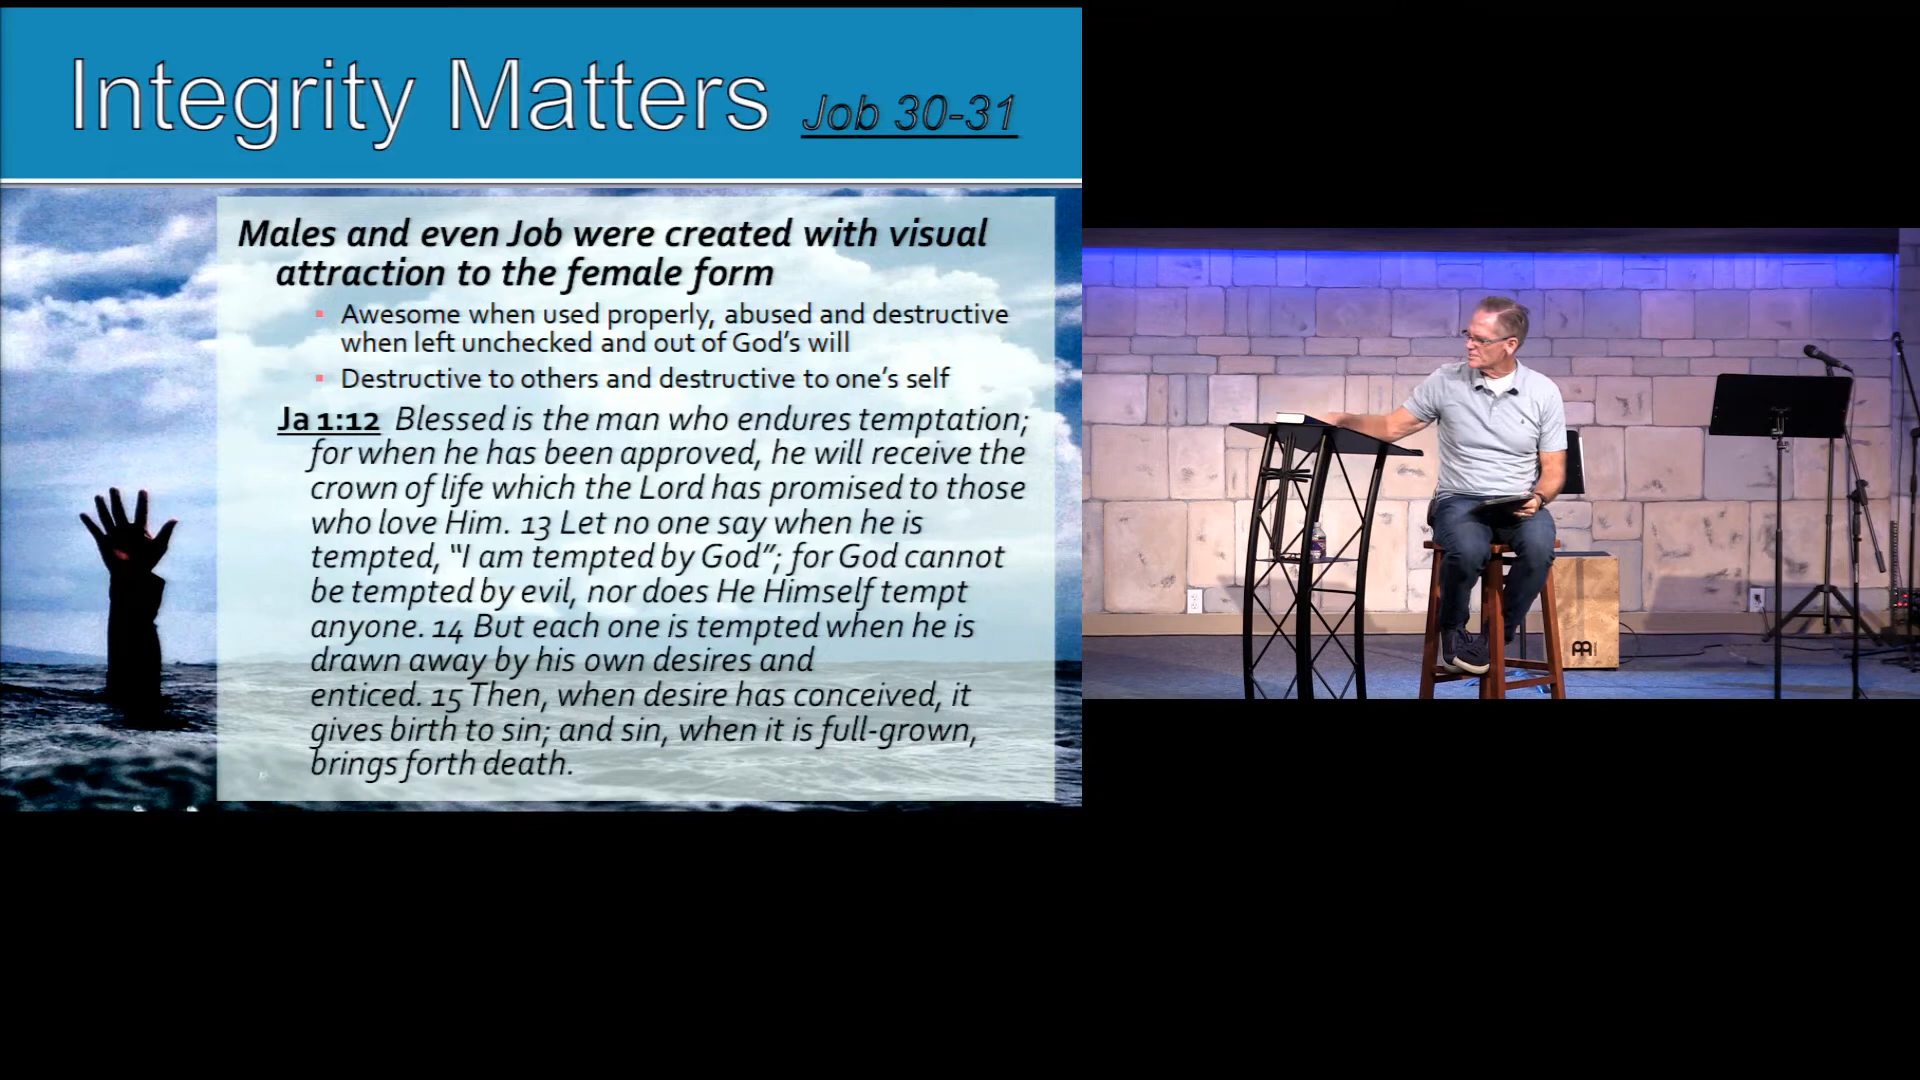 Integrity Matters Job 30-31
Males and even Job were created with visual
attraction to the female form
▪ Awesome when used properly, abused and destructive
when left unchecked and out of God’s will
▪ Destructive to others and destructive to one’s self
Ja 1:12 Blessed is the man who endures temptation;
for when he has been approved, he will receive the
crown of life which the Lord has promised to those
who love Him. 13 Let no one say when he is
tempted, “I am tempted by God”; for God cannot
be tempted by evil, nor does He Himself tempt
anyone. 14 But each one is tempted when he is
drawn away by his own desires and
enticed. 15 Then, when desire has conceived, it
gives birth to sin; and sin, when it is full-grown,
brings forth death.